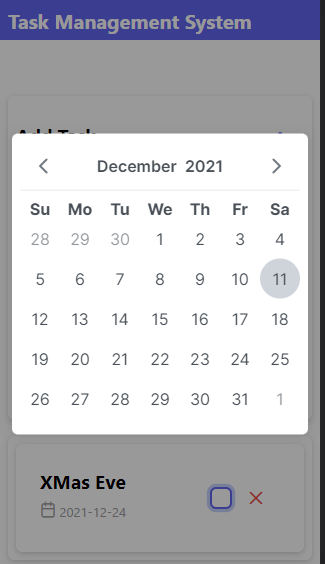 Task Management System
Add Task
December 2021
Su Mo Tu We Th Fr Sa
28 29 30 1 2 3 4
5 6 7 8 9 10 11
12 13 14 15 16 17 18
19 20 21 22 23 24 25
26 27 28 29 30 31 1
XMas Eve
2021-12-24